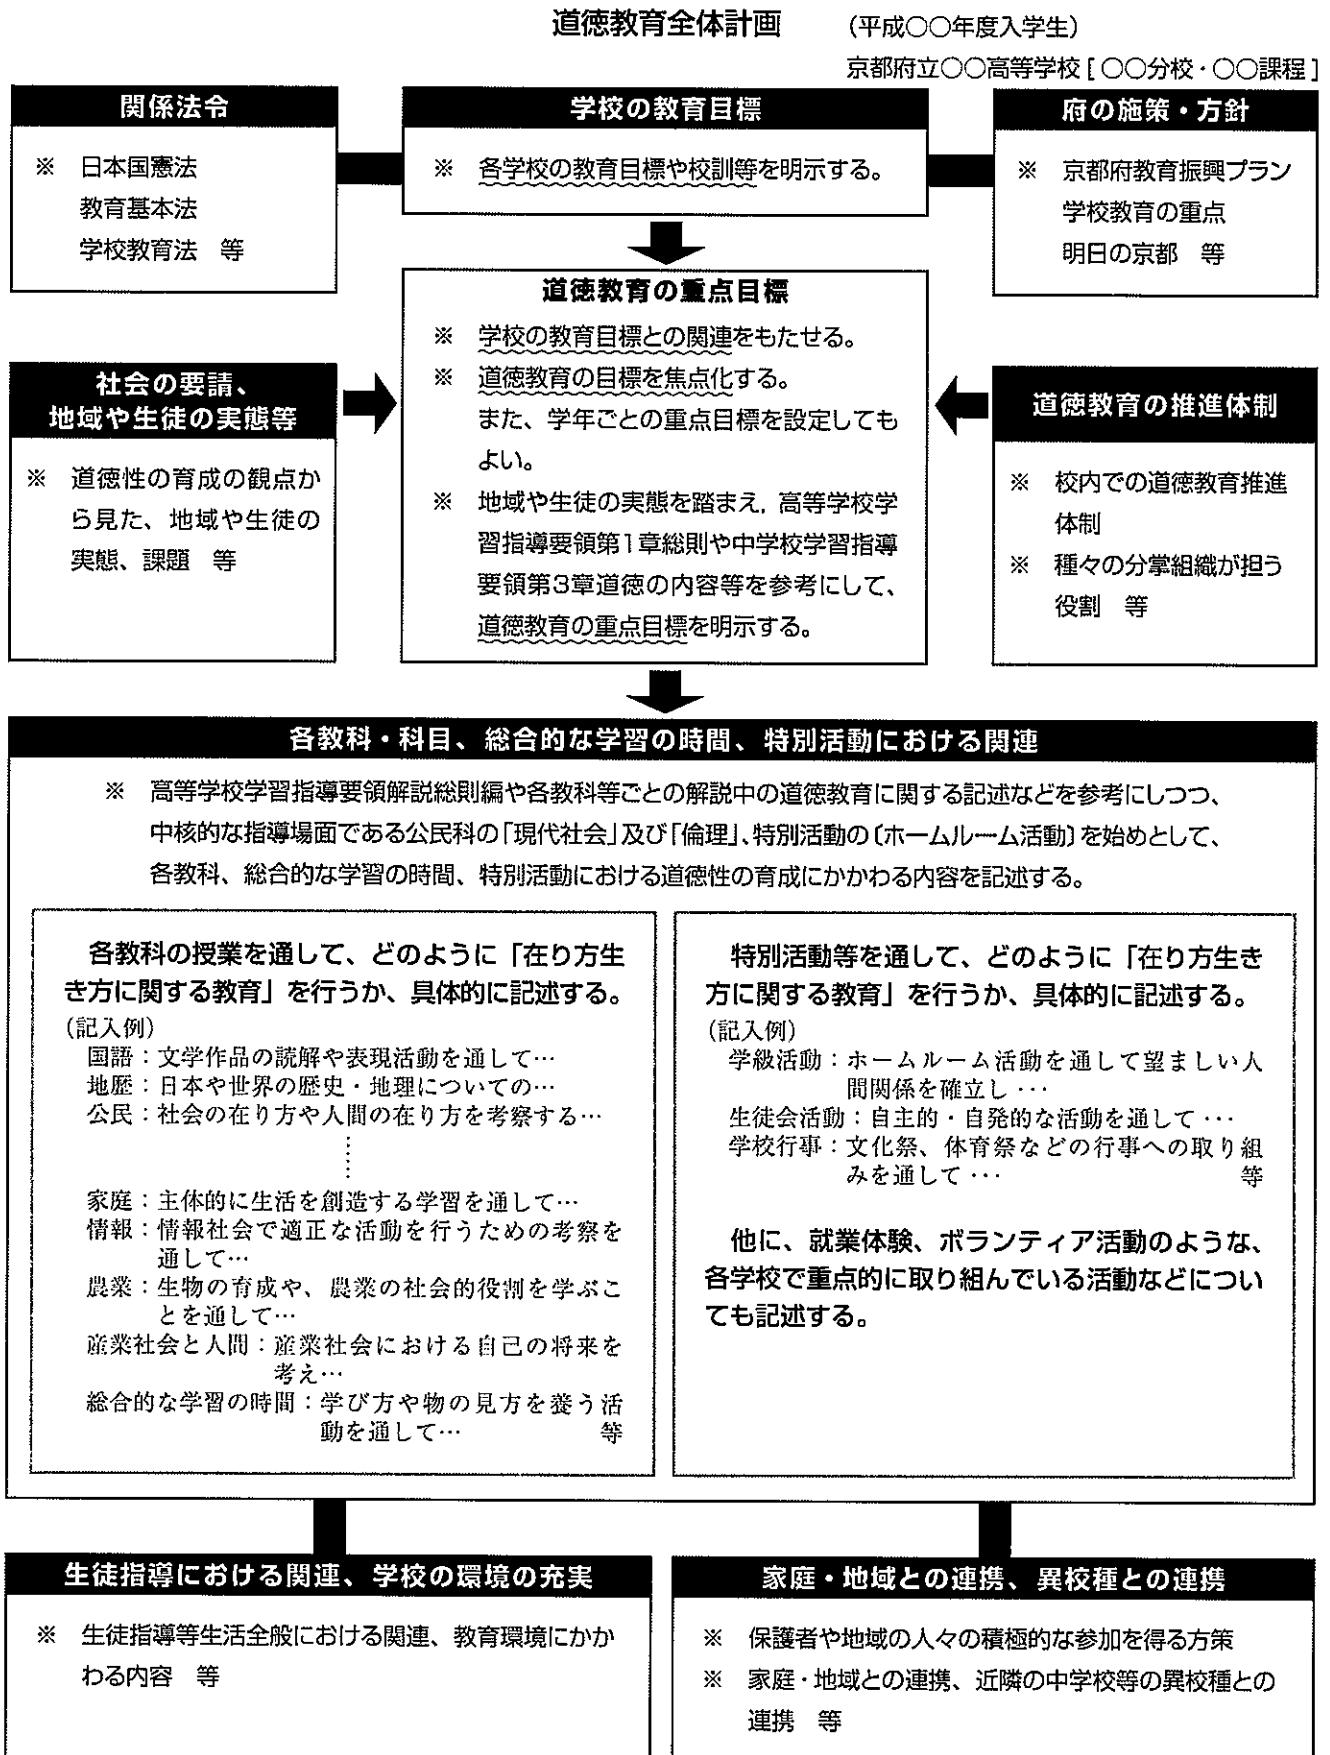 道徳教育全体計画 (平成○○年度入学生)
京都府立○○高等学校 [ ○○分校・○○課程 ]
関係法令
※ 日本国憲法
教育基本法
学校教育法 等
学校の教育目標
※ 各学校の教育目標や校訓等を明示する。
府の施策・方針
※ 京都府教育振興プラン
学校教育の重点
明日の京都 等
道徳教育の重点目標
※ 学校の教育目標との関連をもたせる。
※ 道徳教育の目標を焦点化する。
また、学年ごとの重点目標を設定しても
よい。
※ 地域や生徒の実態を踏まえ, 高等学校学
習指導要領第1章総則や中学校学習指導
要領第3章道徳の内容等を参考にして、
道徳教育の重点目標を明示する。
社会の要請、
地域や生徒の実態等
※ 道徳性の育成の観点か
ら見た、地域や生徒の
実態、課題 等
道徳教育の推進体制
※ 校内での道徳教育推進
体制
※ 種々の分掌組織が担う
役割 等
各教科・科目、総合的な学習の時間、特別活動における関連
※ 高等学校学習指導要領解説総則編や各教科等ごとの解説中の道徳教育に関する記述などを参考にしつつ、
中核的な指導場面である公民科の「現代社会」及び「倫理」、特別活動の〔ホームルーム活動〕を始めとして、
各教科、総合的な学習の時間、特別活動における道徳性の育成にかかわる内容を記述する。
各教科の授業を通して、どのように「在り方生
き方に関する教育」を行うか、具体的に記述する。
(記入例)
国語：文学作品の読解や表現活動を通して…
地歴：日本や世界の歴史・地理についての…
公民：社会の在り方や人間の在り方を考察する…
⋮
家庭：主体的に生活を創造する学習を通して…
情報：情報社会で適正な活動を行うための考察を
通して…
農業：生物の育成や、農業の社会的役割を学ぶこ
とを通して…
産業社会と人間：産業社会における自己の将来を
考え…
総合的な学習の時間：学び方や物の見方を養う活
動を通して… 等
特別活動等を通して、どのように「在り方生き
方に関する教育」を行うか、具体的に記述する。
(記入例)
学級活動：ホームルーム活動を通して望ましい人
間関係を確立し･･･
生徒会活動：自主的・自発的な活動を通して･･･
学校行事：文化祭、体育祭などの行事への取り組
みを通して･･･ 等
他に、就業体験、ボランティア活動のような、
各学校で重点的に取り組んでいる活動などについ
ても記述する。
生徒指導における関連、学校の環境の充実
※ 生徒指導等生活全般における関連、教育環境にかか
わる内容 等
家庭・地域との連携、異校種との連携
※ 保護者や地域の人々の積極的な参加を得る方策
※ 家庭・地域との連携、近隣の中学校等の異校種との
連携 等